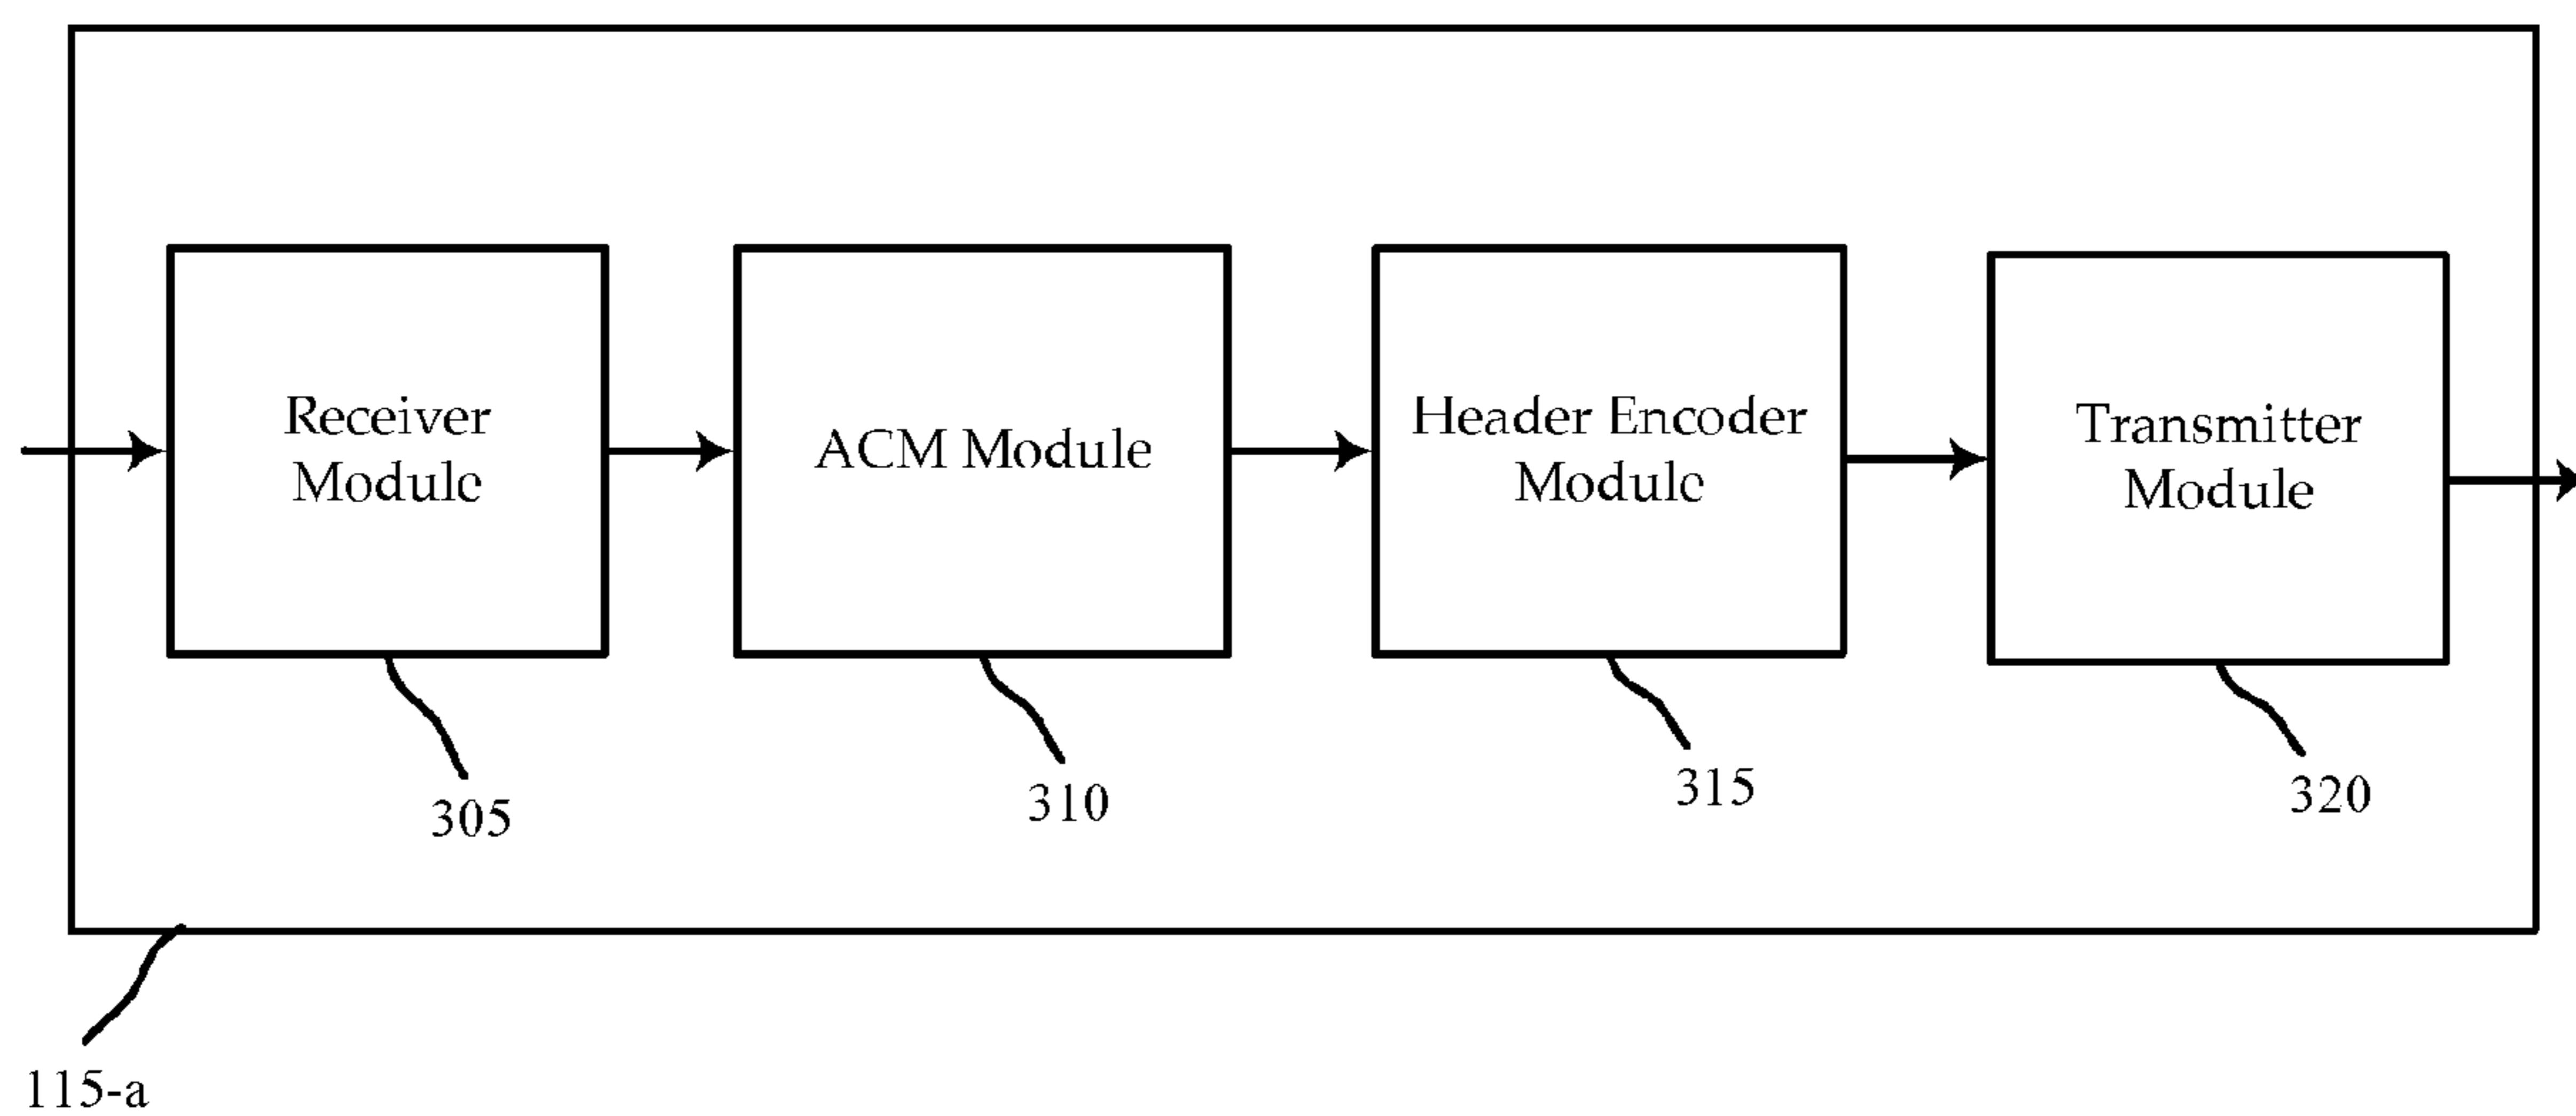 Receiver
Module
ACM Module
Header Encoder
Module
Transmitter
Module
305
310
315
320
115-a